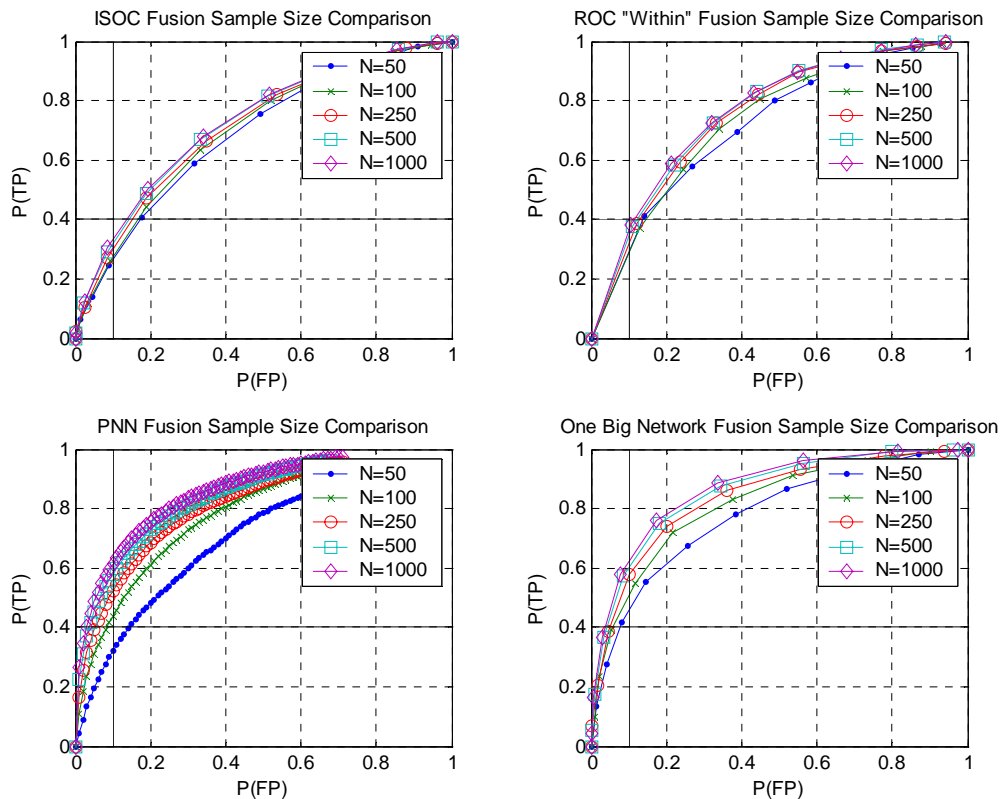 ISOC Fusion Sample Size Comparison
1
0.8
0.6
0.4
0.2
0
P(TP)
0
0.2
0.4
0.6
0.8
1
P(FP)
N=50
N=100
N=250
N=500
N=1000
ROC "Within" Fusion Sample Size Comparison
1
0.8
0.6
0.4
0.2
0
P(TP)
0
0.2
0.4
0.6
0.8
1
P(FP)
N=50
N=100
N=250
N=500
N=1000
PNN Fusion Sample Size Comparison
1
0.8
0.6
0.4
0.2
0
P(TP)
0
0.2
0.4
0.6
0.8
1
P(FP)
N=50
N=100
N=250
N=500
N=1000
One Big Network Fusion Sample Size Comparison
1
0.8
0.6
0.4
0.2
0
P(TP)
0
0.2
0.4
0.6
0.8
1
P(FP)
N=50
N=100
N=250
N=500
N=1000